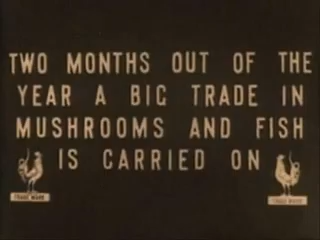 TWO MONTHS OUT OF THE
YEAR A BIG TRADE IN
MUSHROOMS AND FISH
IS CARRIED ON
TRADE MARK TRADE MARK